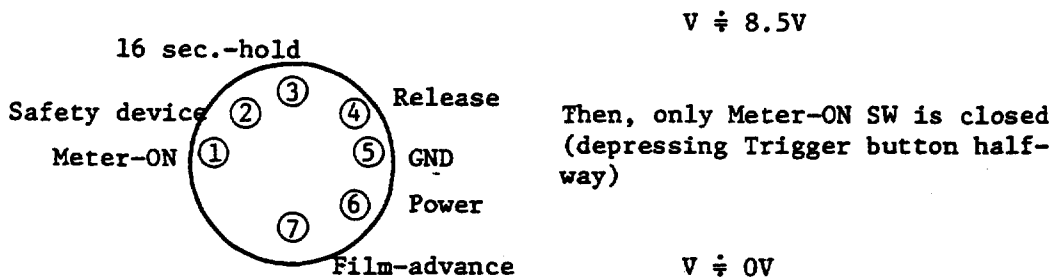 V ≑ 8.5V
16 sec.-hold
③
Safety device ② ④ Release
Meter-ON ① ⑤ GND
⑥ Power
⑦
Film-advance
Then, only Meter-ON SW is closed
(depressing Trigger button half-
way)
V ≑ 0V